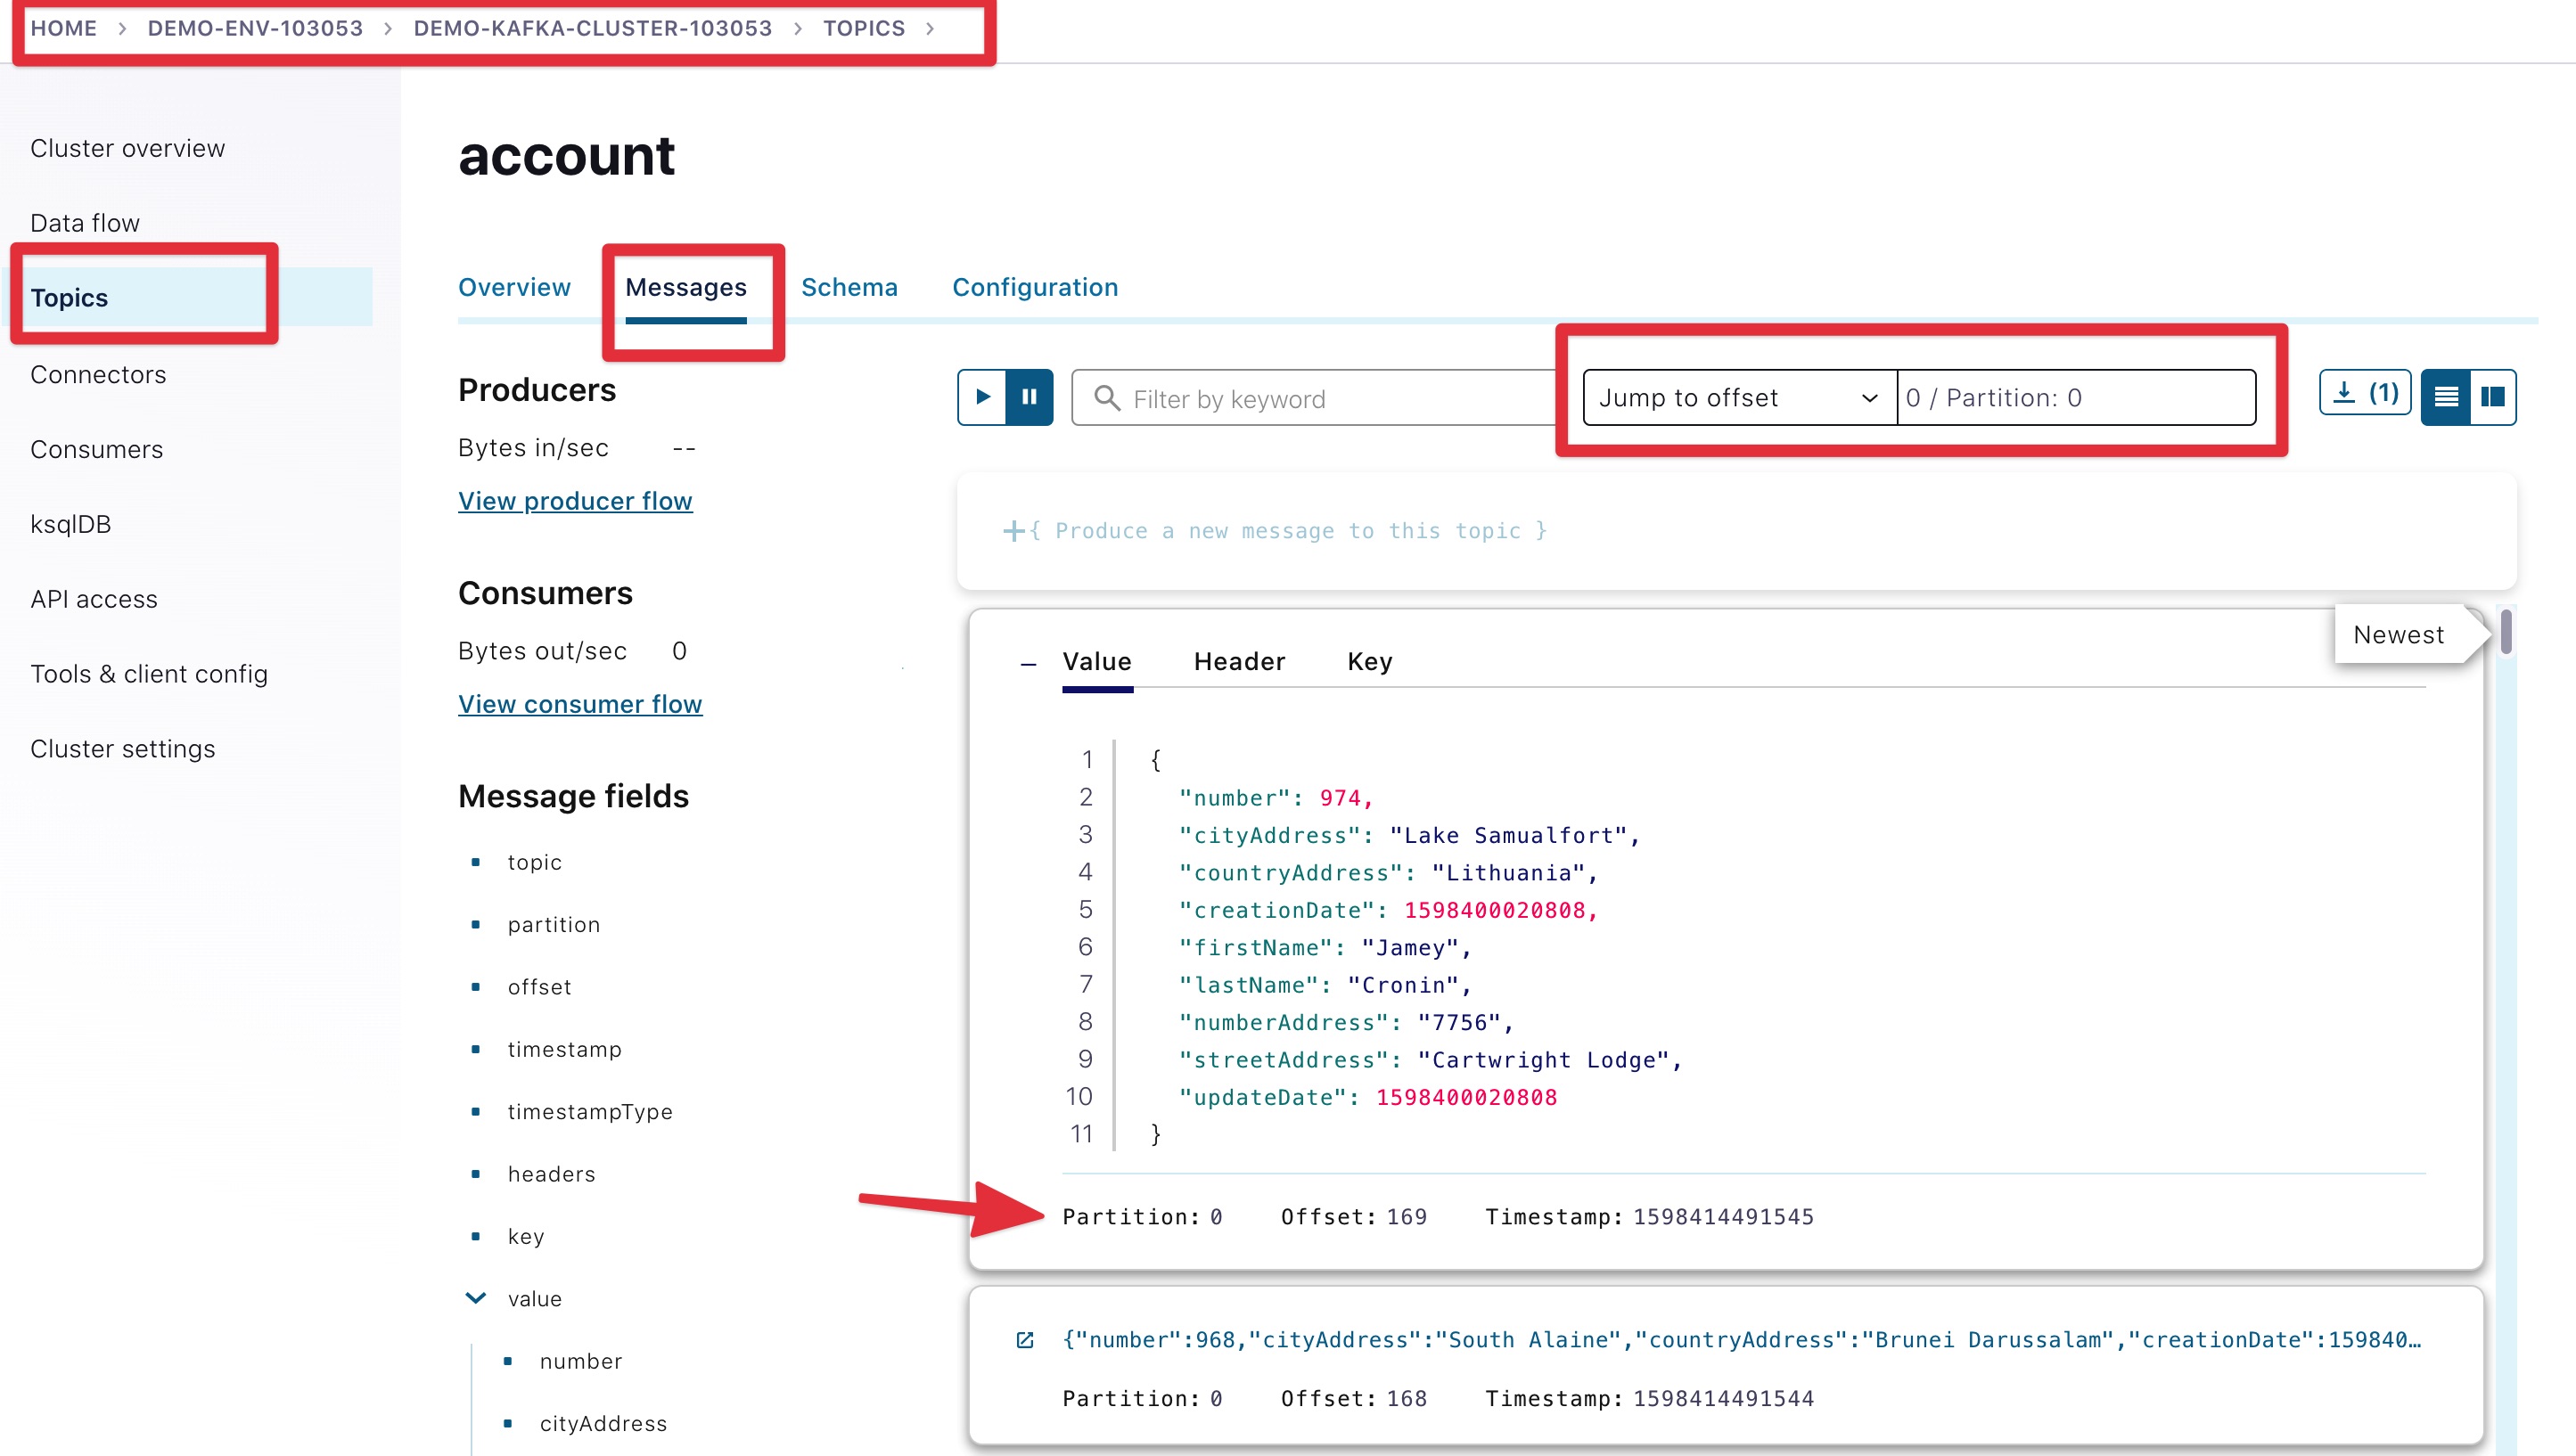 HOME > DEMO-ENV-103053 > DEMO-KAFKA-CLUSTER-103053 > TOPICS >
Cluster overview
Data flow
Topics
Connectors
Consumers
ksqlDB
API access
Tools & client config
Cluster settings
account
Overview Messages Schema Configuration
Producers
Bytes in/sec --
View producer flow
Consumers
Bytes out/sec 0
View consumer flow
Message fields
topic
partition
offset
timestamp
timestampType
headers
key
value
number
cityAddress
Filter by keyword Jump to offset 0 / Partition: 0 (1)
+{ Produce a new message to this topic }
Newest
– Value Header Key
1 {
2 "number": 974,
3 "cityAddress": "Lake Samualfort",
4 "countryAddress": "Lithuania",
5 "creationDate": 1598400020808,
6 "firstName": "Jamey",
7 "lastName": "Cronin",
8 "numberAddress": "7756",
9 "streetAddress": "Cartwright Lodge",
10 "updateDate": 1598400020808
11 }
Partition: 0 Offset: 169 Timestamp: 1598414491545
{"number":968,"cityAddress":"South Alaine","countryAddress":"Brunei Darussalam","creationDate":159840…
Partition: 0 Offset: 168 Timestamp: 1598414491544